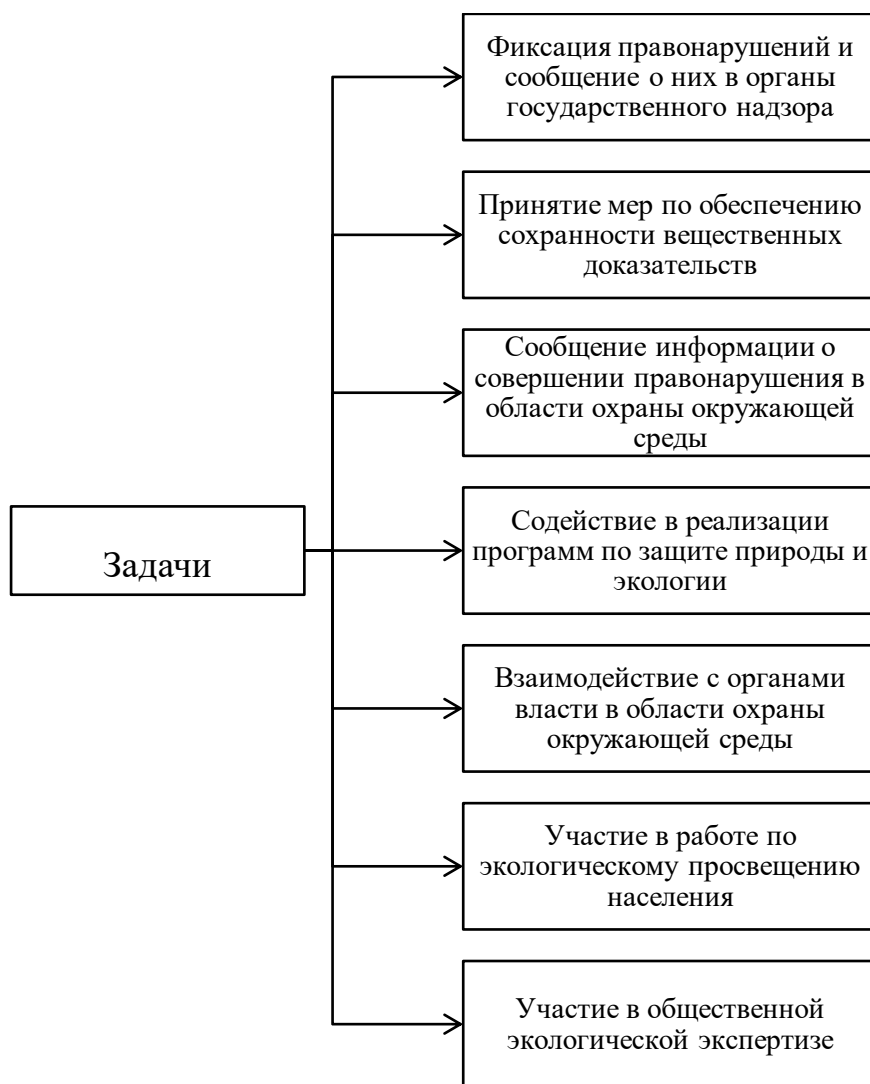 Фиксация правонарушений и
сообщение о них в органы
государственного надзора
Принятие мер по обеспечению
сохранности вещественных
доказательств
Сообщение информации о
совершении правонарушения в
области охраны окружающей
среды
Задачи
Содействие в реализации
программ по защите природы и
экологии
Взаимодействие с органами
власти в области охраны
окружающей среды
Участие в работе по
экологическому просвещению
населения
Участие в общественной
экологической экспертизе